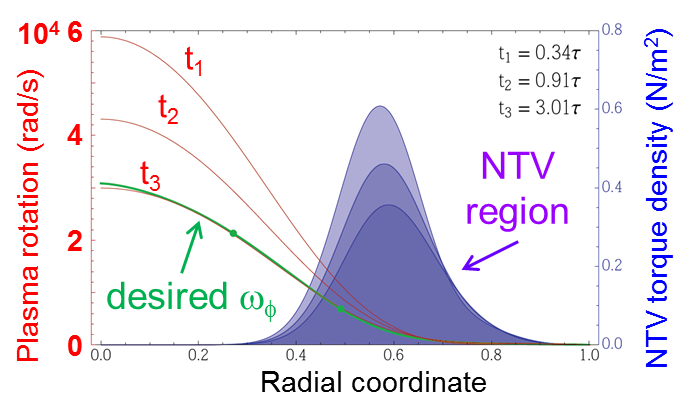 10⁴ 6
4
2
0
Plasma rotation (rad/s)
t₁
t₂
t₃
desired ωϕ
t₁ = 0.34τ
t₂ = 0.91τ
t₃ = 3.01τ
NTV
region
0.8
0.6
0.4
0.2
0.0
NTV torque density (N/m²)
0.0 0.2 0.4 0.6 0.8 1.0
Radial coordinate